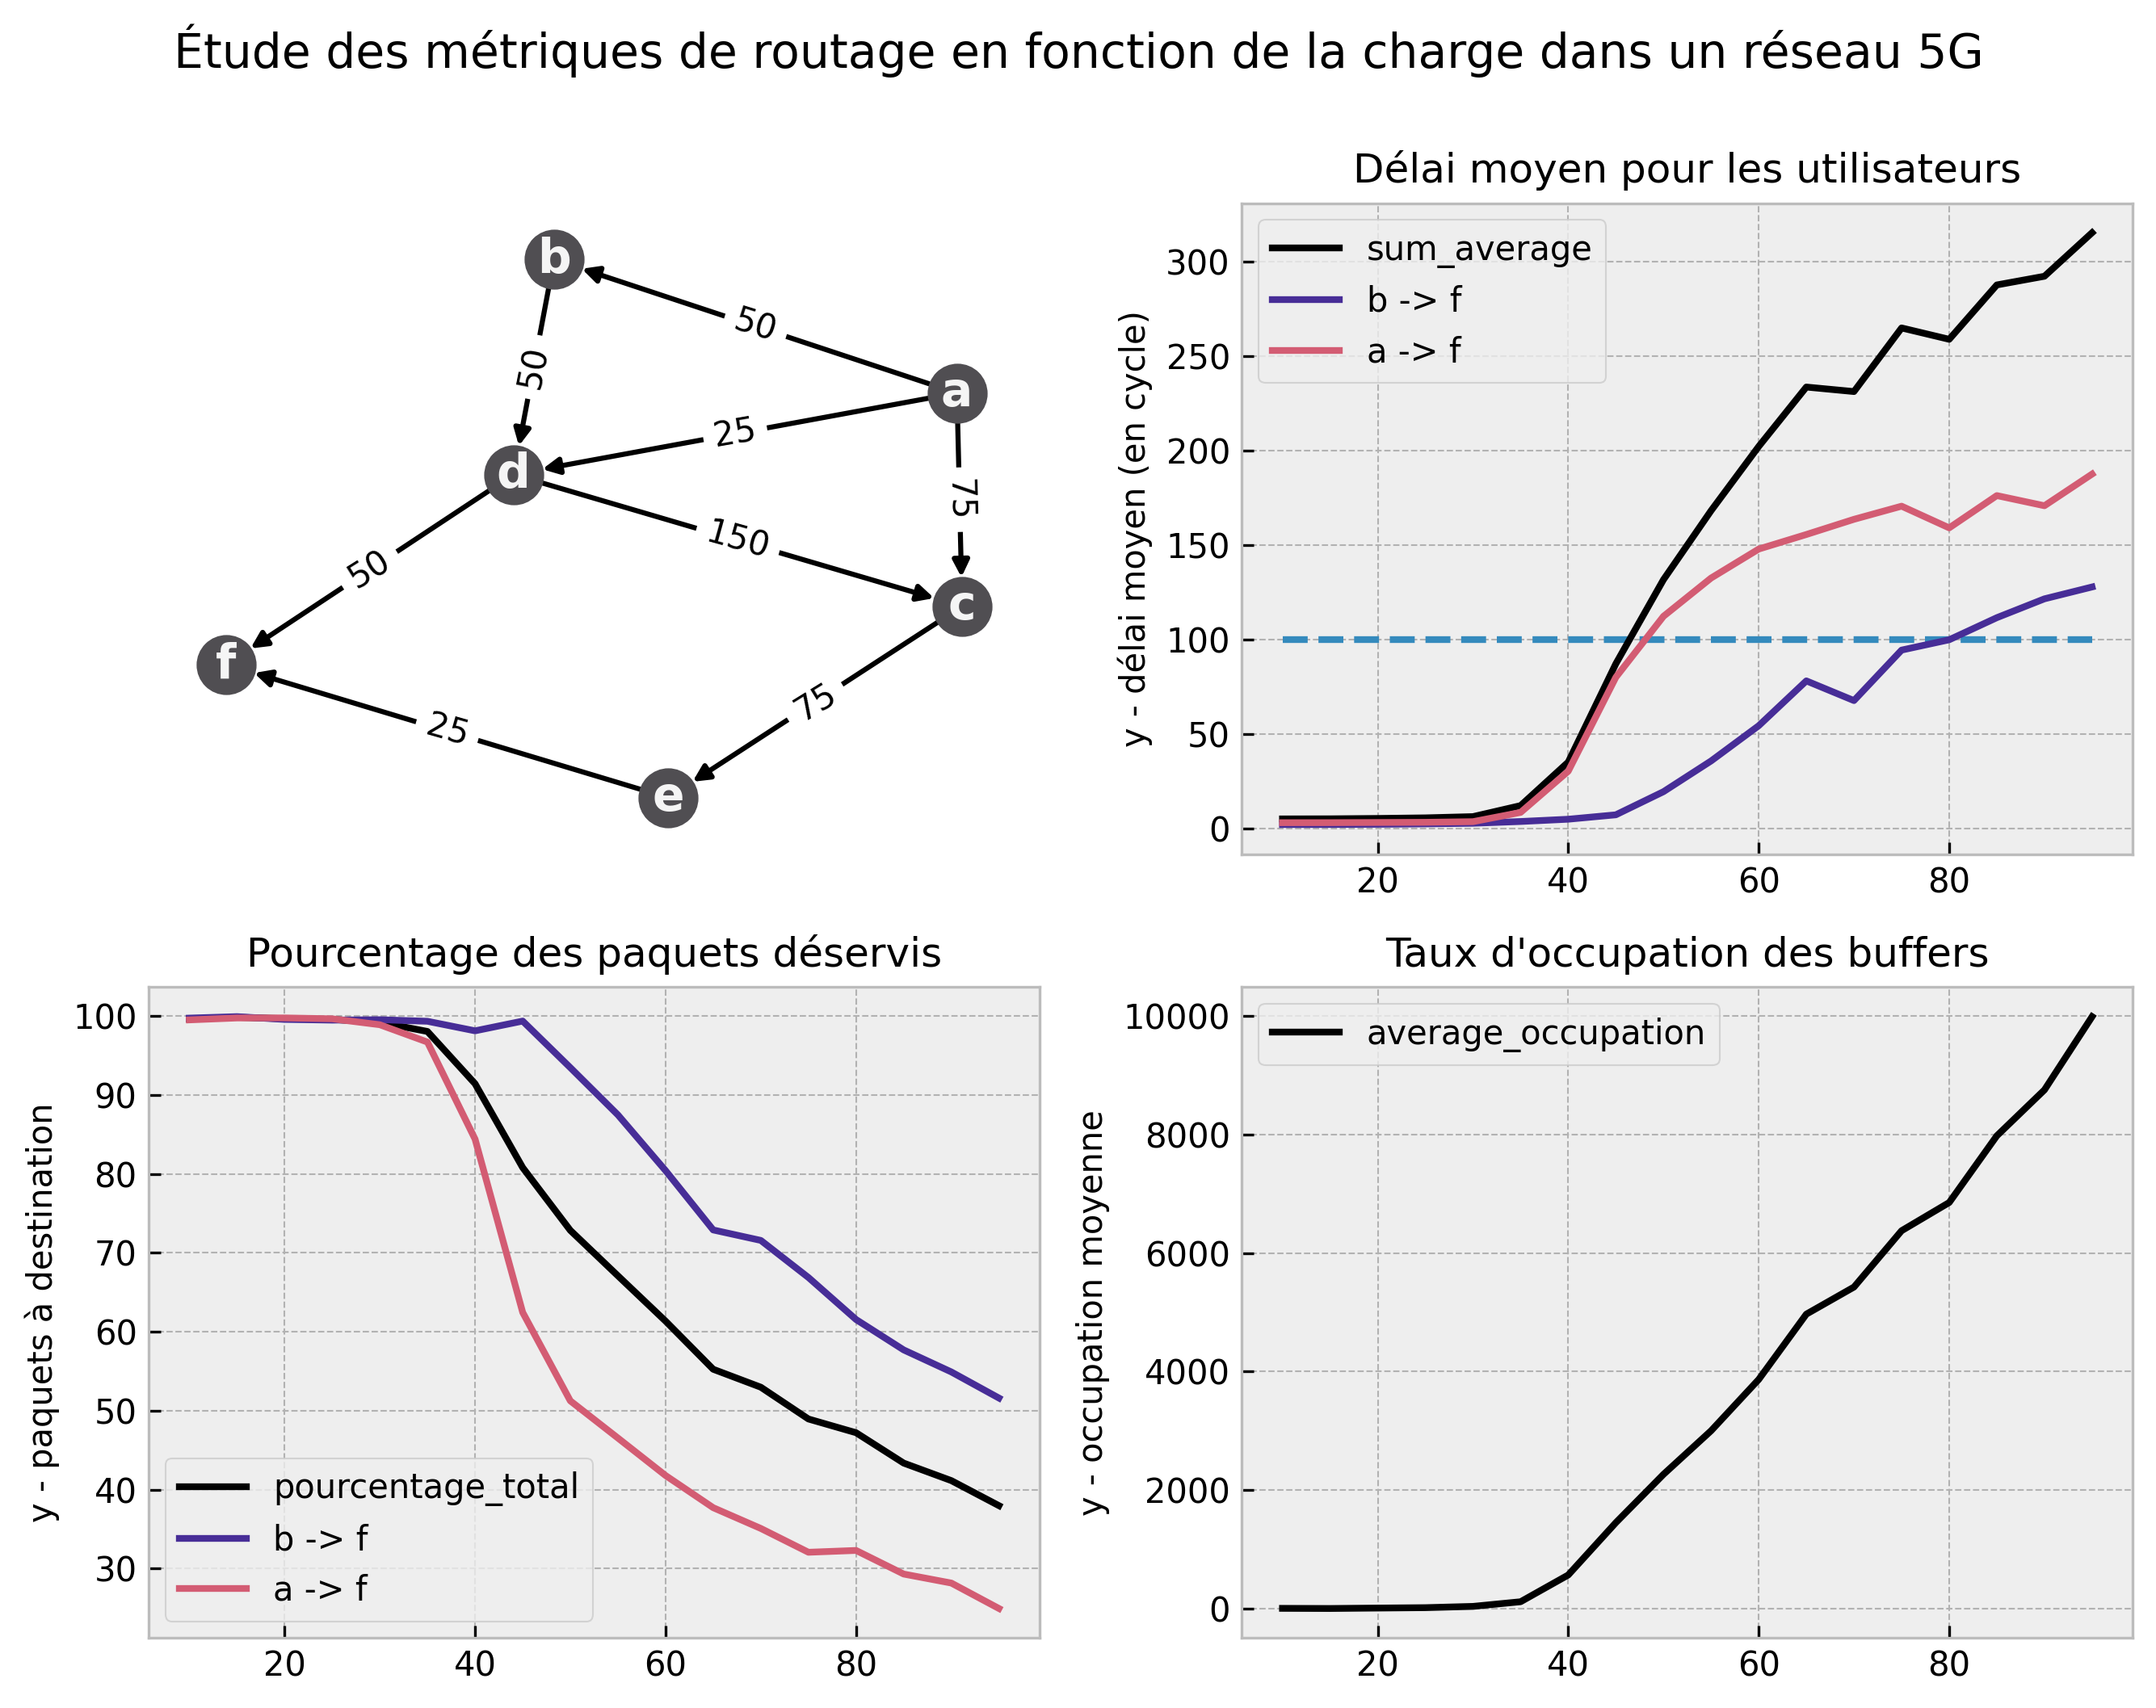 Étude des métriques de routage en fonction de la charge dans un réseau 5G
b
50
50
a
25
d
75
150
50
c
f
75
25
e
Délai moyen pour les utilisateurs
y - délai moyen (en cycle)
300
250
200
150
100
50
0
sum_average
b -> f
a -> f
20 40 60 80
Pourcentage des paquets déservis
y - paquets à destination
100
90
80
70
60
50
40
30
pourcentage_total
b -> f
a -> f
20 40 60 80
Taux d'occupation des buffers
y - occupation moyenne
10000
8000
6000
4000
2000
0
average_occupation
20 40 60 80